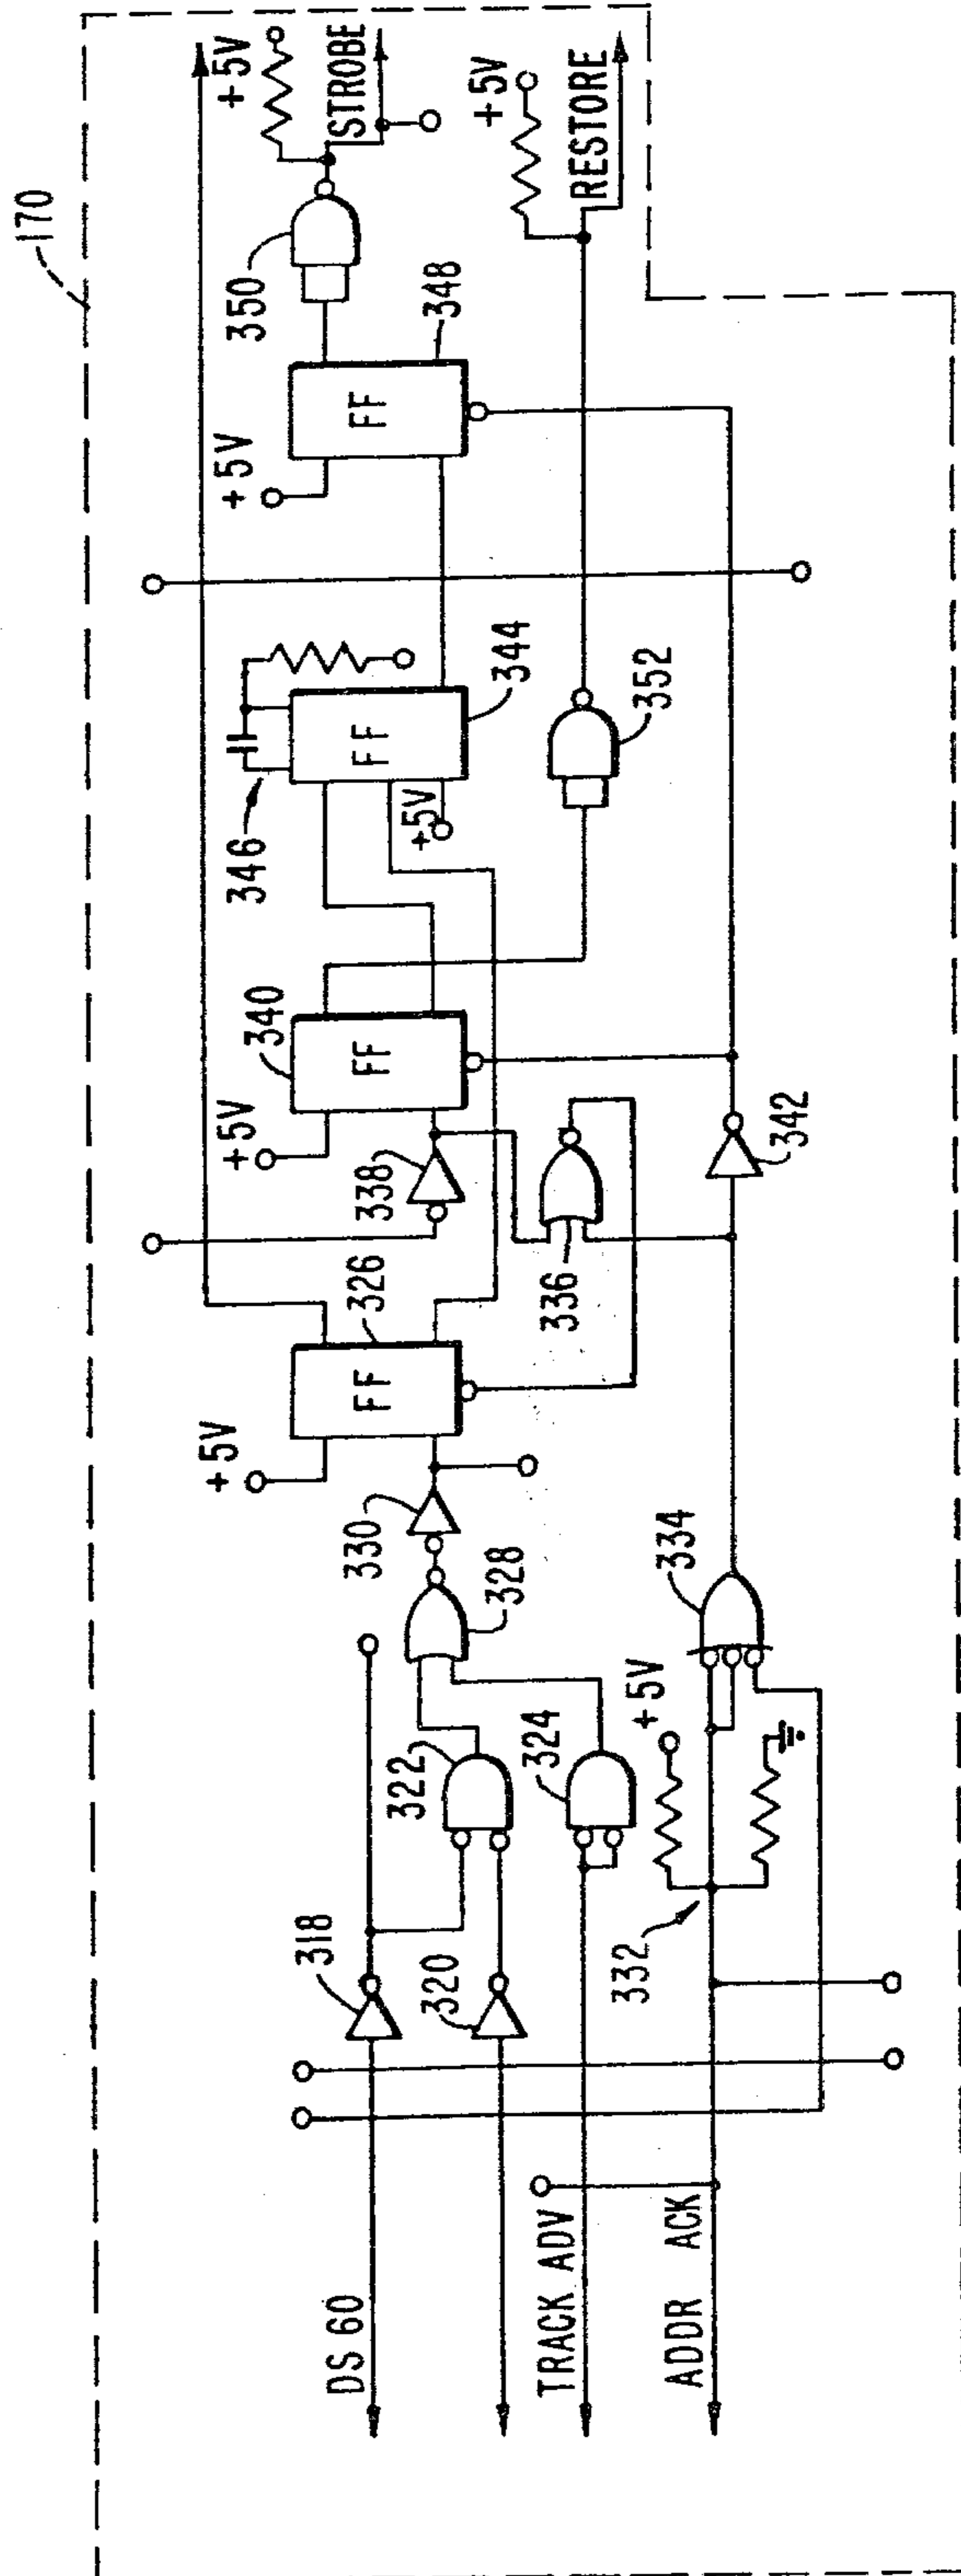 170
+5V
STROBE
350
348
FF
+5V
+5V
RESTORE
346
FF
344
+5V
352
340
FF
+5V
338
326
FF
+5V
336
342
330
328
322
324
318
320
+5V
334
332
DS 60
TRACK ADV
ADDR ACK